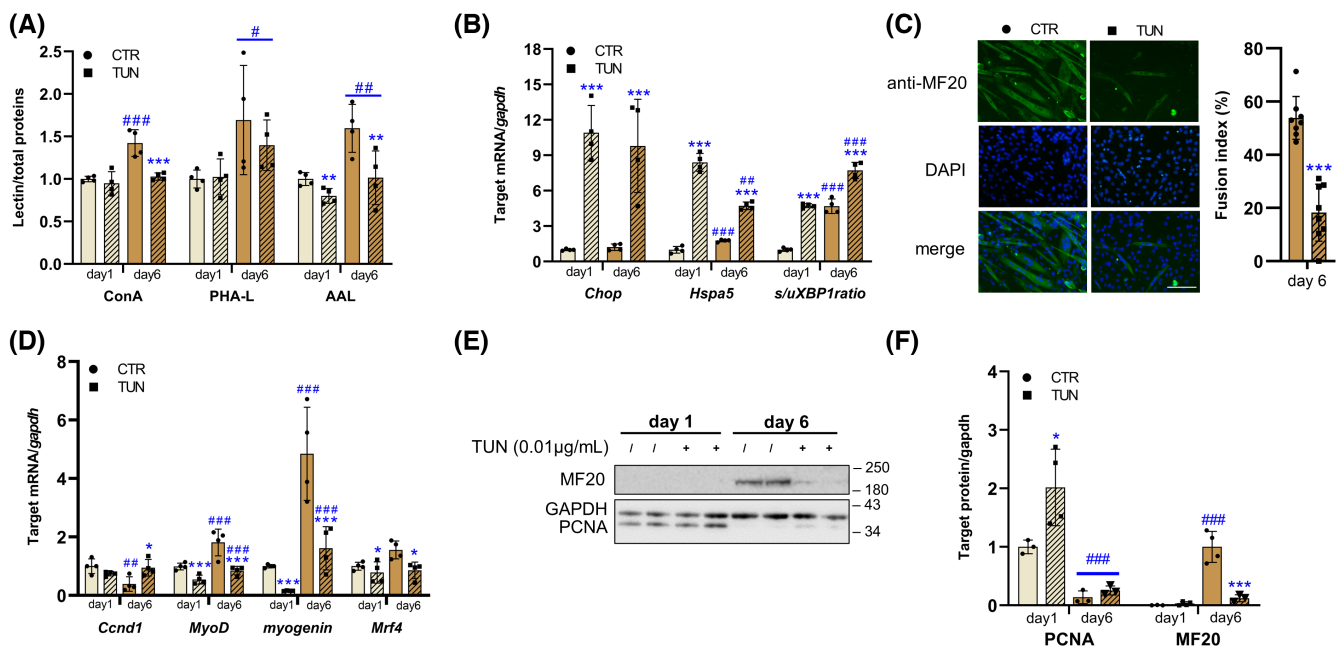 (A)
CTR
TUN
Lectin/total proteins
2.5
2.0
1.5
1.0
0.5
0.0
###
***
#
**
##
**
day1 day6 day1 day6 day1 day6
ConA PHA-L AAL
(B)
CTR
TUN
Target mRNA/gapdh
18
15
12
9
6
3
0
***
***
***
###
##
***
***
###
###
***
day1 day6 day1 day6 day1 day6
Chop Hspa5 s/uXBP1ratio
(C)
CTR TUN
anti-MF20
DAPI
merge
Fusion index (%)
80
60
40
20
0
***
day 6
(D)
CTR
TUN
Target mRNA/gapdh
8
6
4
2
0
##
*
***
###
###
***
***
###
###
***
*
*
day1 day6 day1 day6 day1 day6 day1 day6
Ccnd1 MyoD myogenin Mrf4
(E)
day 1 day 6
TUN (0.01µg/mL) / / + + / / + +
MF20
250
180
GAPDH
PCNA
43
34
(F)
CTR
TUN
Target protein/gapdh
4
3
2
1
0
*
###
###
***
day1 day6 day1 day6
PCNA MF20